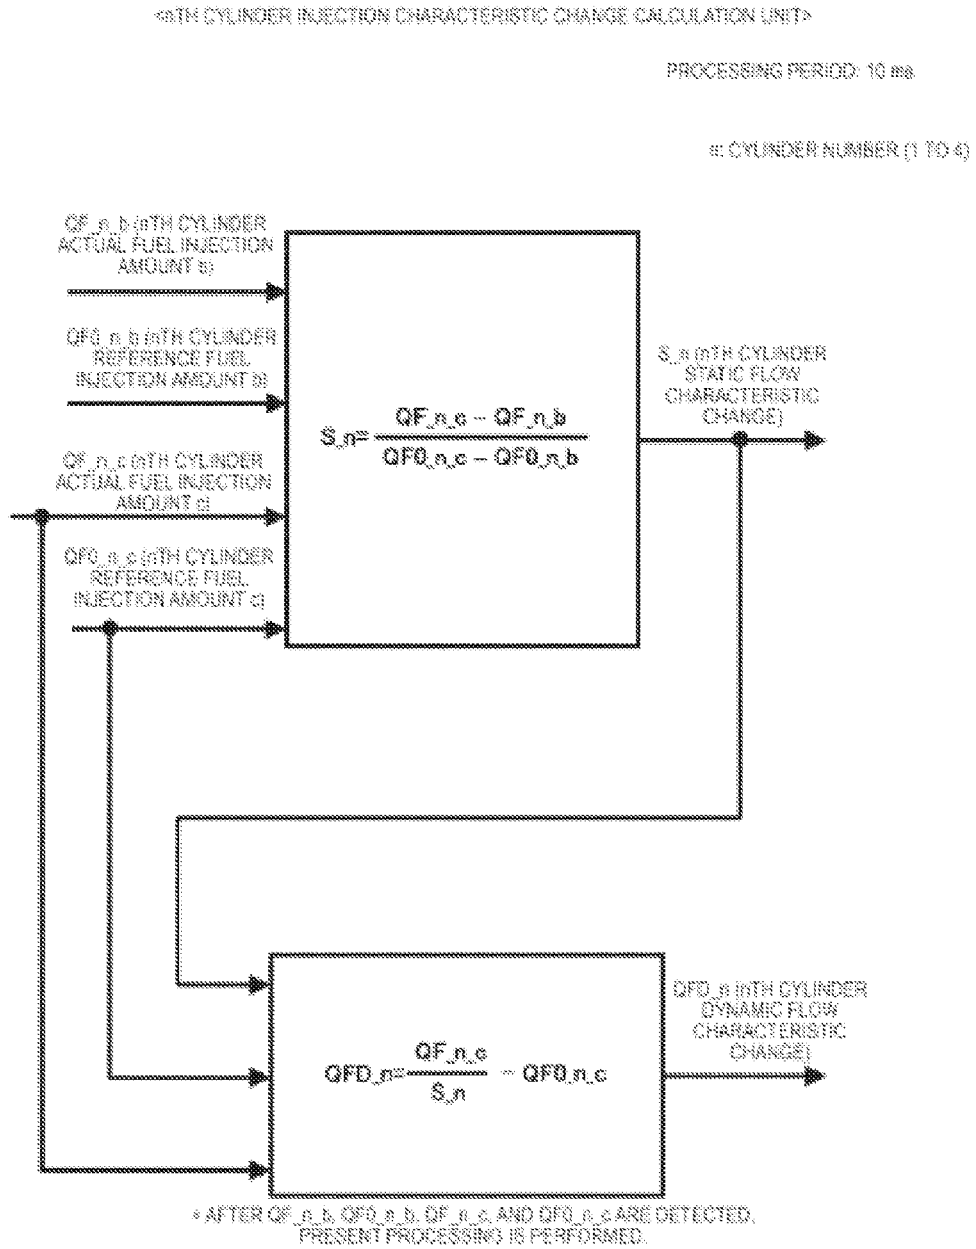 <nTH CYLINDER INJECTION CHARACTERISTIC CHANGE CALCULATION UNIT>
PROCESSING PERIOD: 10 ms
n: CYLINDER NUMBER (1 TO 4)
QF_n_b (nTH CYLINDER
ACTUAL FUEL INJECTION
AMOUNT b)
QF0_n_b (nTH CYLINDER
REFERENCE FUEL
INJECTION AMOUNT b)
QF_n_c (nTH CYLINDER
ACTUAL FUEL INJECTION
AMOUNT c)
QF0_n_c (nTH CYLINDER
REFERENCE FUEL
INJECTION AMOUNT c)
S_n= QF_n_c - QF_n_b
QF0_n_c - QF0_n_b
S_n (nTH CYLINDER
STATIC FLOW
CHARACTERISTIC
CHANGE)
QFD_n= QF_n_c
S_n
- QF0_n_c
QFD_n (nTH CYLINDER
DYNAMIC FLOW
CHARACTERISTIC
CHANGE)
* AFTER QF_n_b, QF0_n_b, QF_n_c, AND QF0_n_c ARE DETECTED,
PRESENT PROCESSING IS PERFORMED.